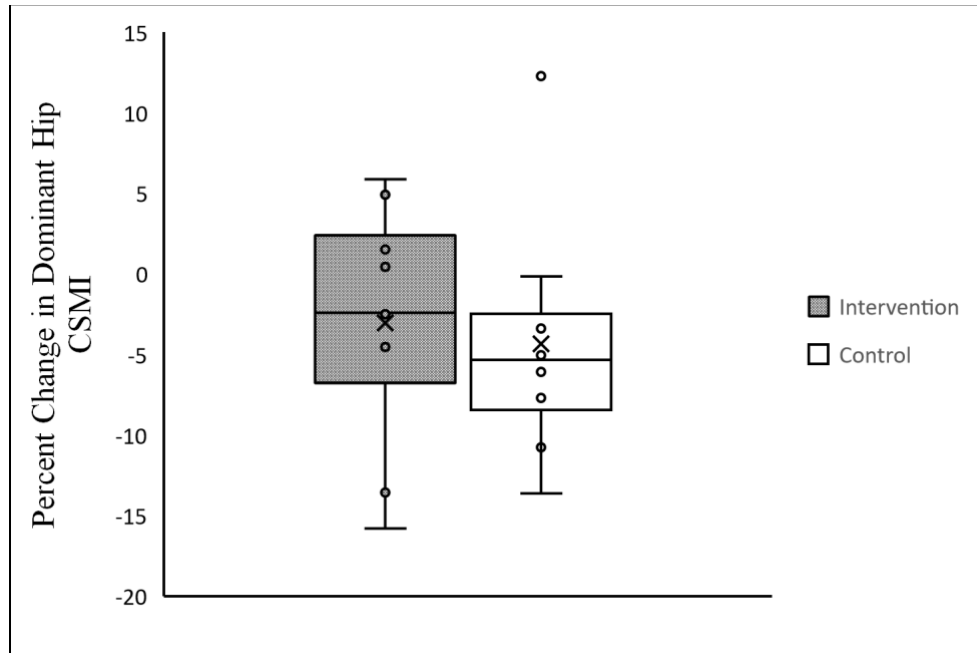 Percent Change in Dominant Hip
CSMI
15
10
5
0
-5
-10
-15
-20
Intervention
Control